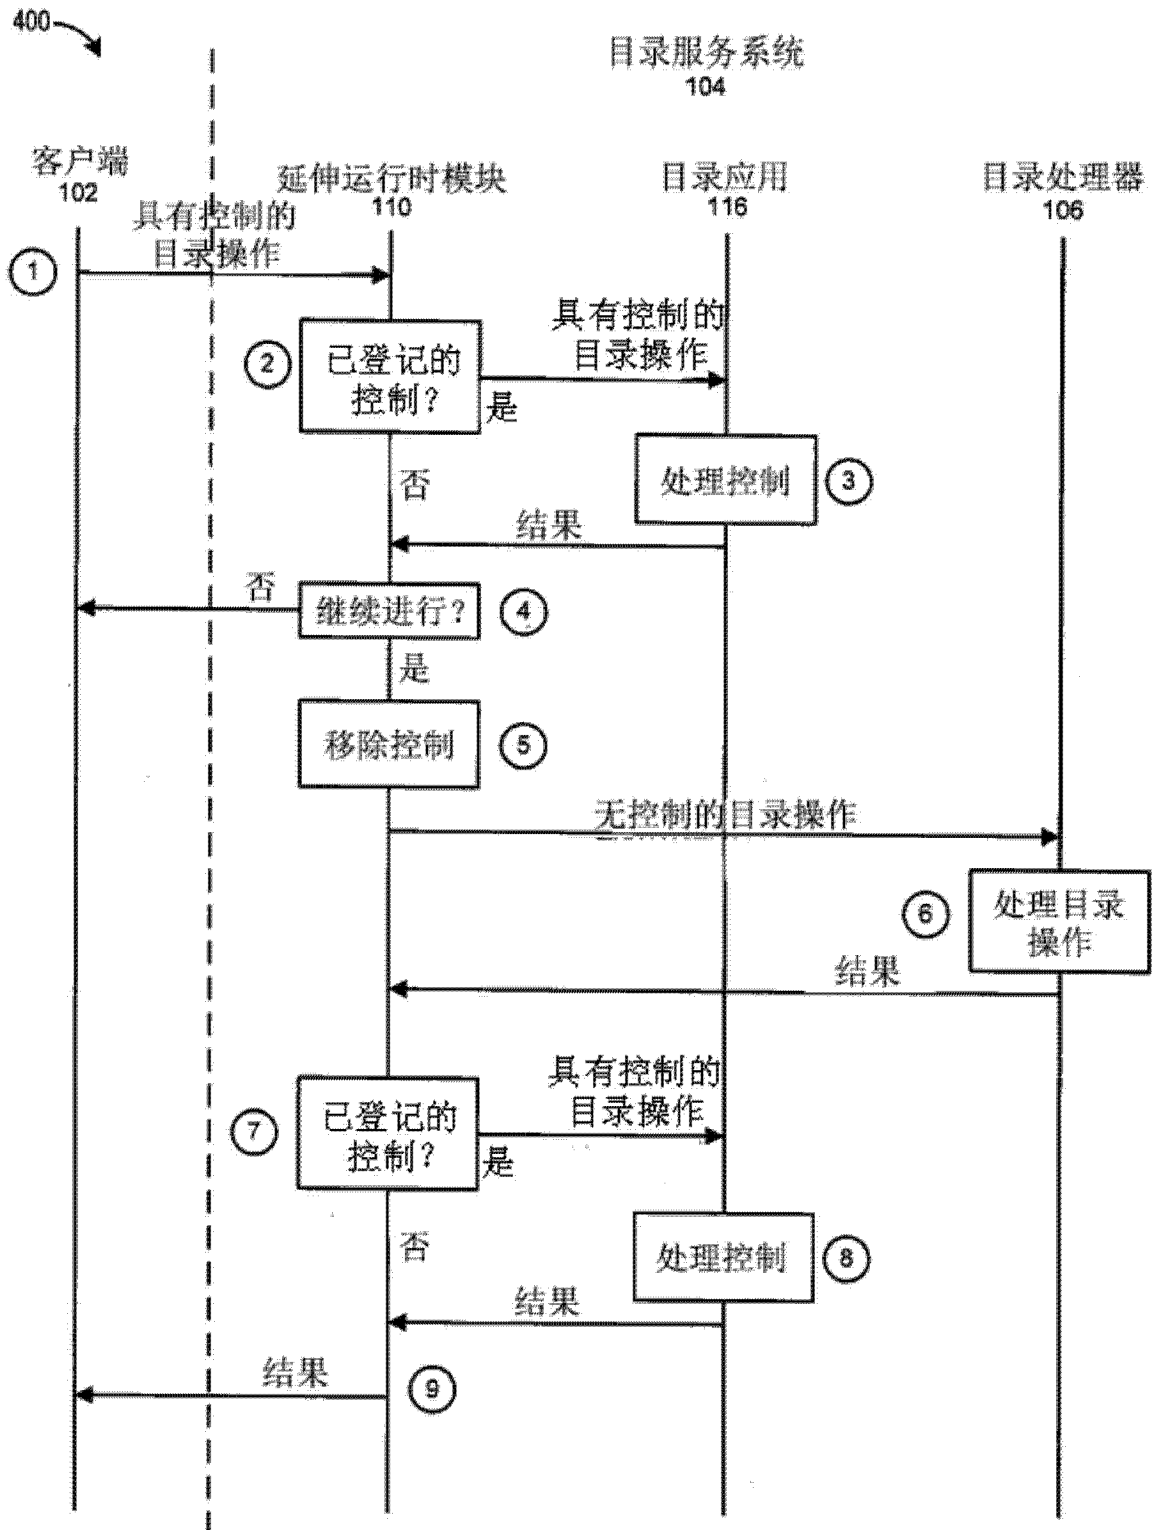 400
目录服务系统
104
客户端
102
延伸运行时模块
110
目录应用
116
目录处理器
106
具有控制的
目录操作
1
2
已登记的
控制？
是
具有控制的
目录操作
否
处理控制
3
结果
否
继续进行？
4
是
移除控制
5
无控制的目录操作
6
处理目录
操作
结果
7
已登记的
控制？
是
具有控制的
目录操作
否
处理控制
8
结果
结果
9